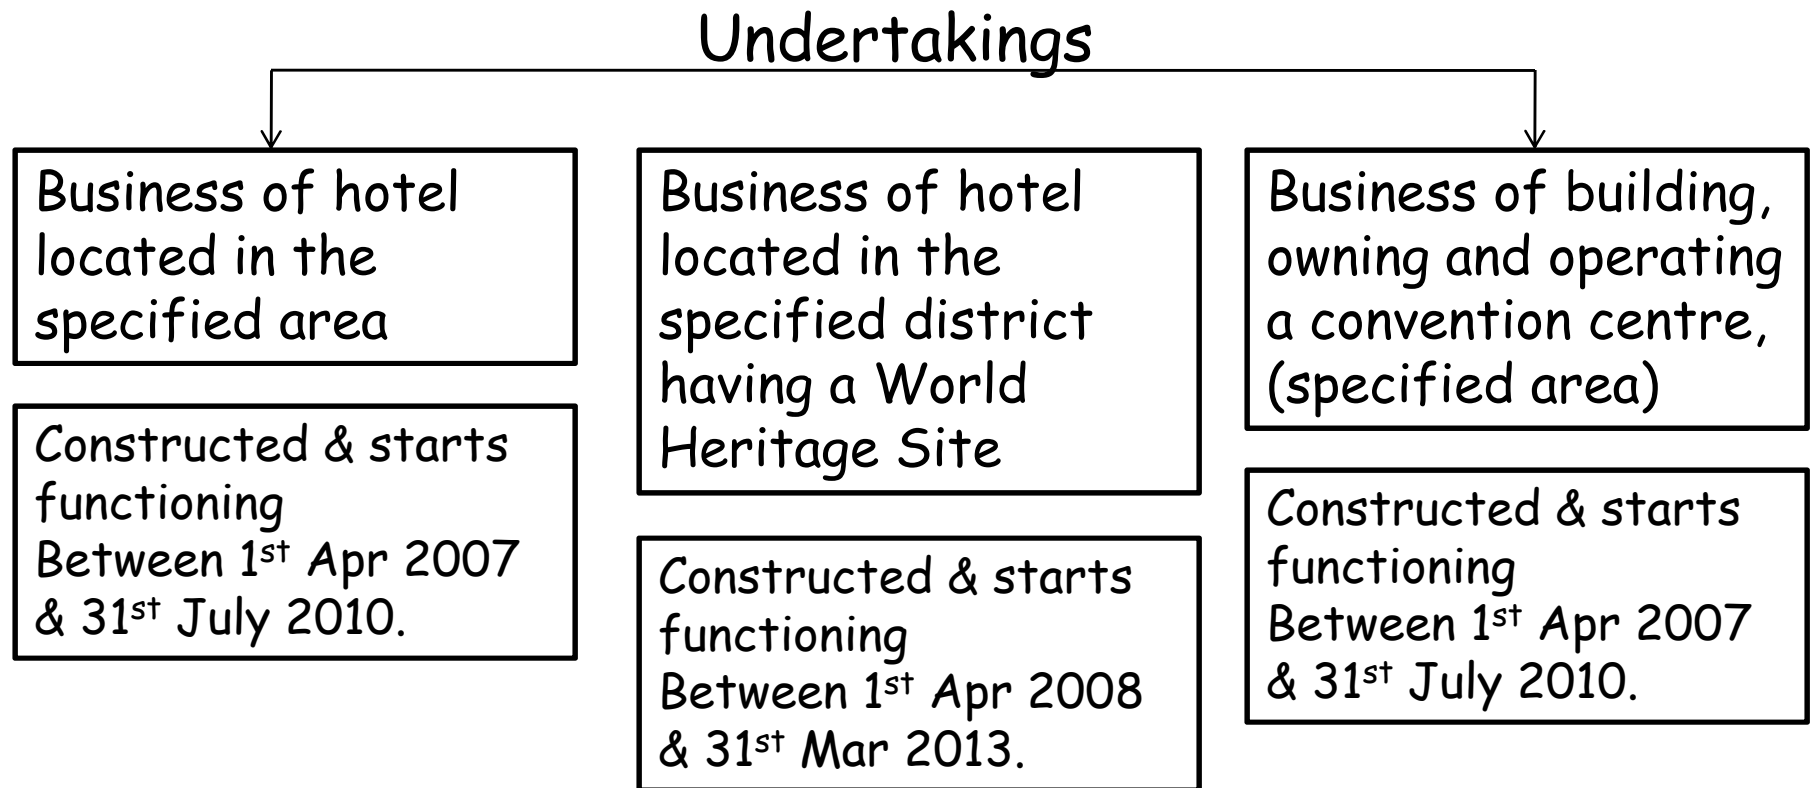 Undertakings
Business of hotel
located in the
specified area
Constructed & starts
functioning
Between 1st Apr 2007
& 31st July 2010.
Business of hotel
located in the
specified district
having a World
Heritage Site
Constructed & starts
functioning
Between 1st Apr 2008
& 31st Mar 2013.
Business of building,
owning and operating
a convention centre,
(specified area)
Constructed & starts
functioning
Between 1st Apr 2007
& 31st July 2010.